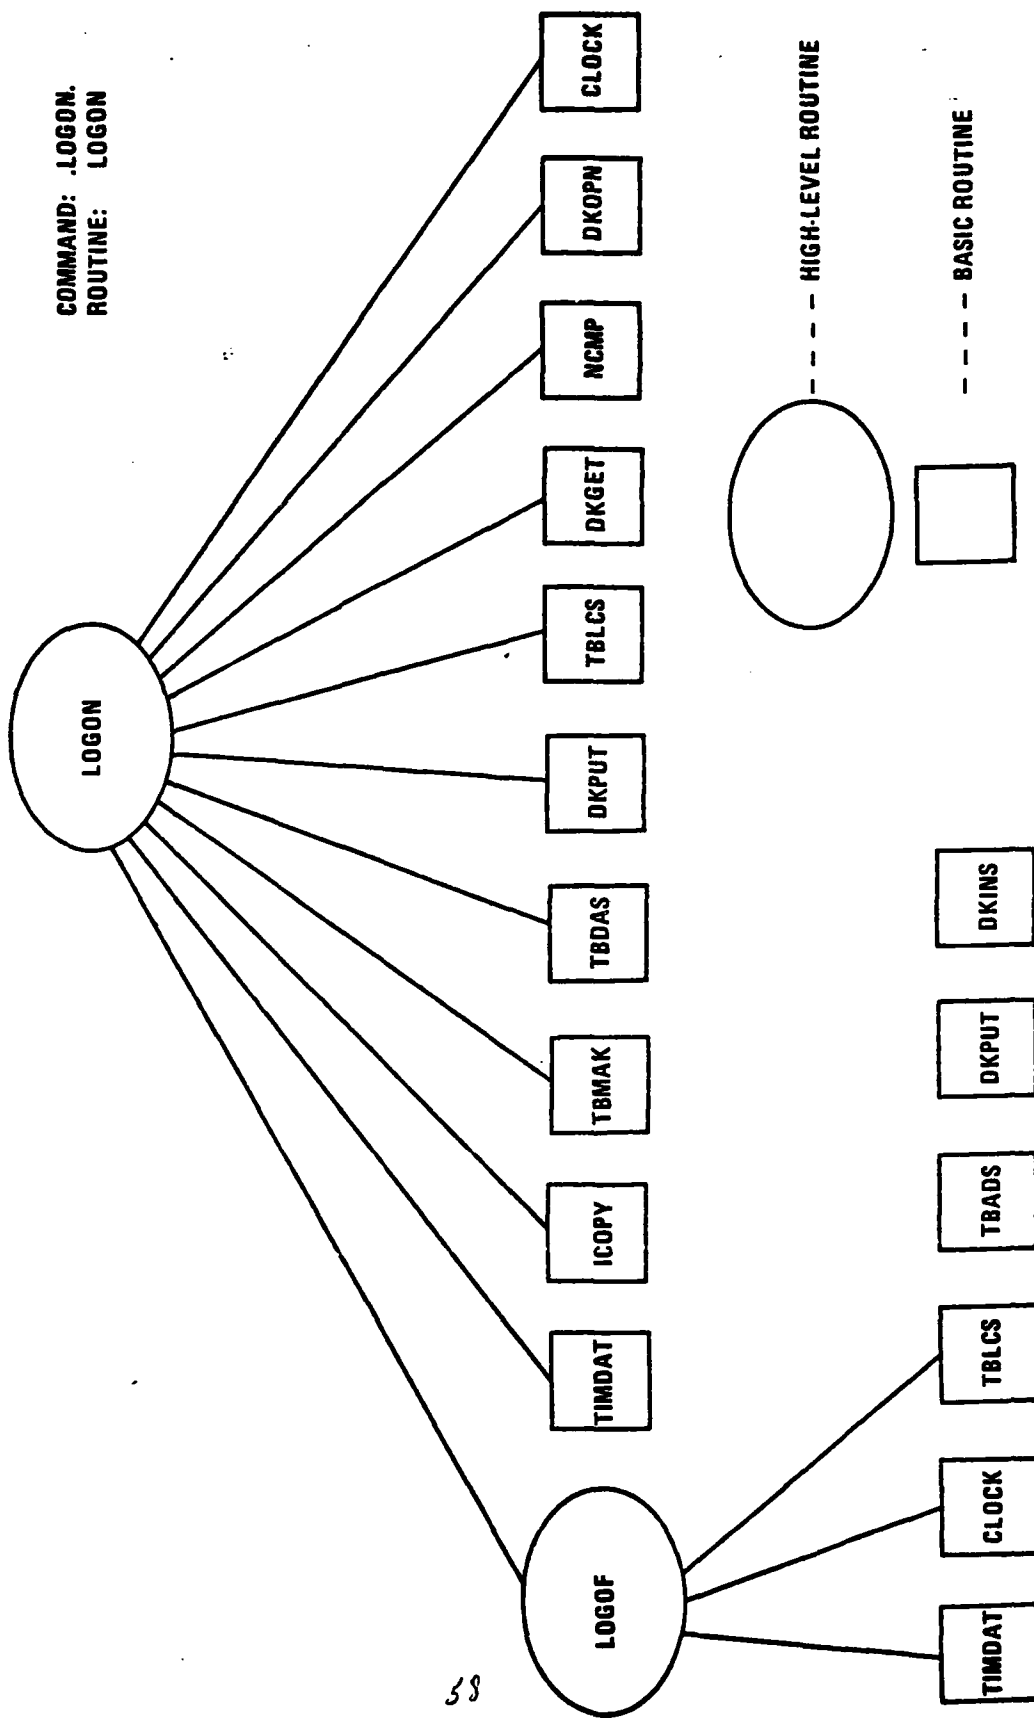 COMMAND: .LOGON.
ROUTINE: LOGON
LOGON
LOGOF
TIMDAT
ICOPY
TBMAK
TBDAS
DKPUT
TBLCS
DKGET
NCMP
DKOPN
CLOCK
TIMDAT
CLOCK
TBLCS
TBADS
DKPUT
DKINS
---- HIGH-LEVEL ROUTINE
---- BASIC ROUTINE
58